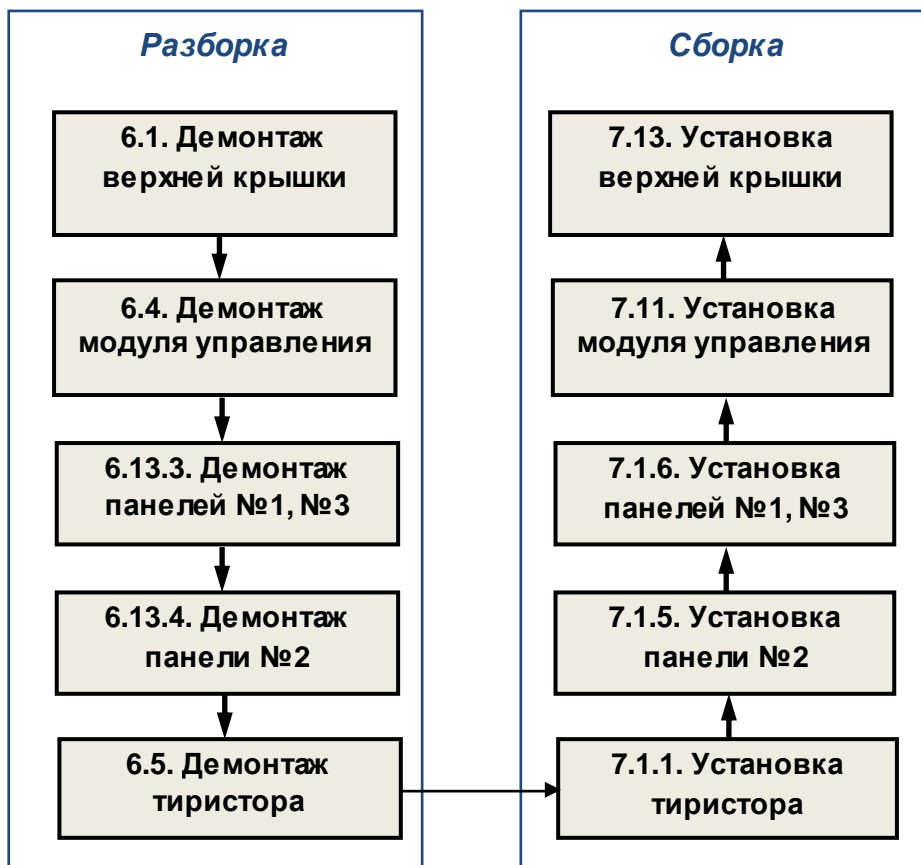 Разборка
6.1. Демонтаж
верхней крышки
6.4. Демонтаж
модуля управления
6.13.3. Демонтаж
панелей №1, №3
6.13.4. Демонтаж
панели №2
6.5. Демонтаж
тиристора
Сборка
7.13. Установка
верхней крышки
7.11. Установка
модуля управления
7.1.6. Установка
панелей №1, №3
7.1.5. Установка
панели №2
7.1.1. Установка
тиристора